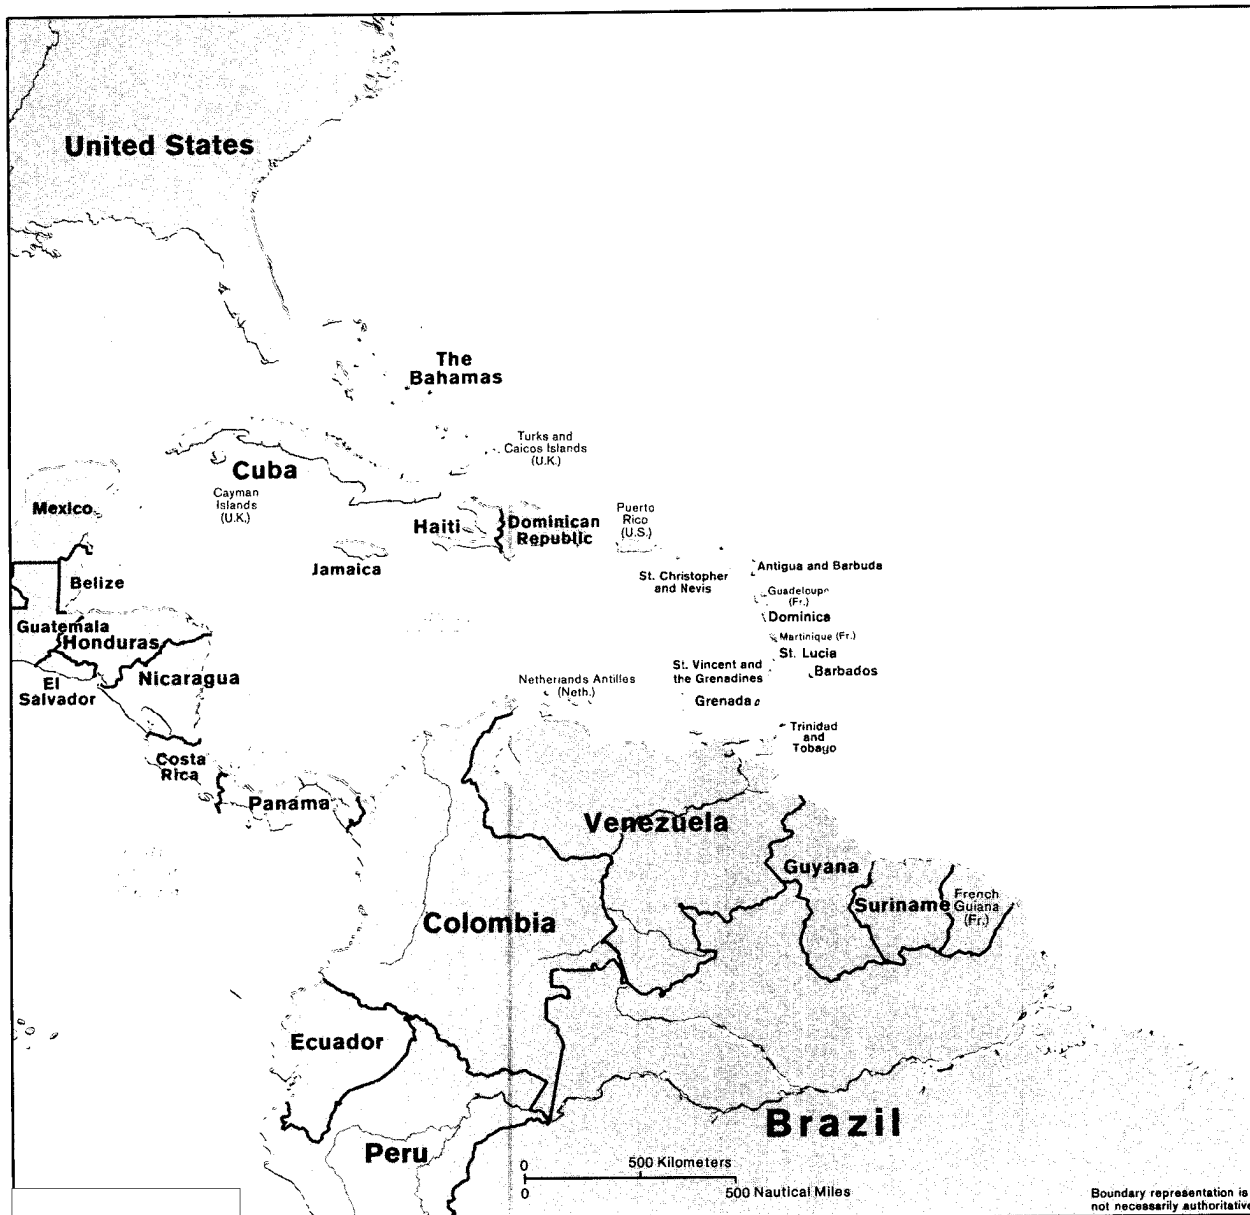 United States
The
Bahamas
Turks and
Caicos Islands
(U.K.)
Cuba
Cayman
Islands
(U.K.)
Mexico
Haiti
Dominican
Republic
Puerto
Rico
(U.S.)
Jamaica
Belize
St. Christopher
and Nevis
Antigua and Barbuda
Guadeloupe
(Fr.)
Dominica
Guatemala
Honduras
Martinique (Fr.)
St. Lucia
Barbados
El
Salvador
Nicaragua
Netherlands Antilles
(Neth.)
St. Vincent and
the Grenadines
Grenada
Trinidad
and
Tobayo
Costa
Rica
Panama
Venezuela
Guyana
Suriname
French
Guiana
(Fr.)
Colombia
Ecuador
Peru
Brazil
0 500 Kilometers
0 500 Nautical Miles
Boundary representation is
not necessarily authoritative